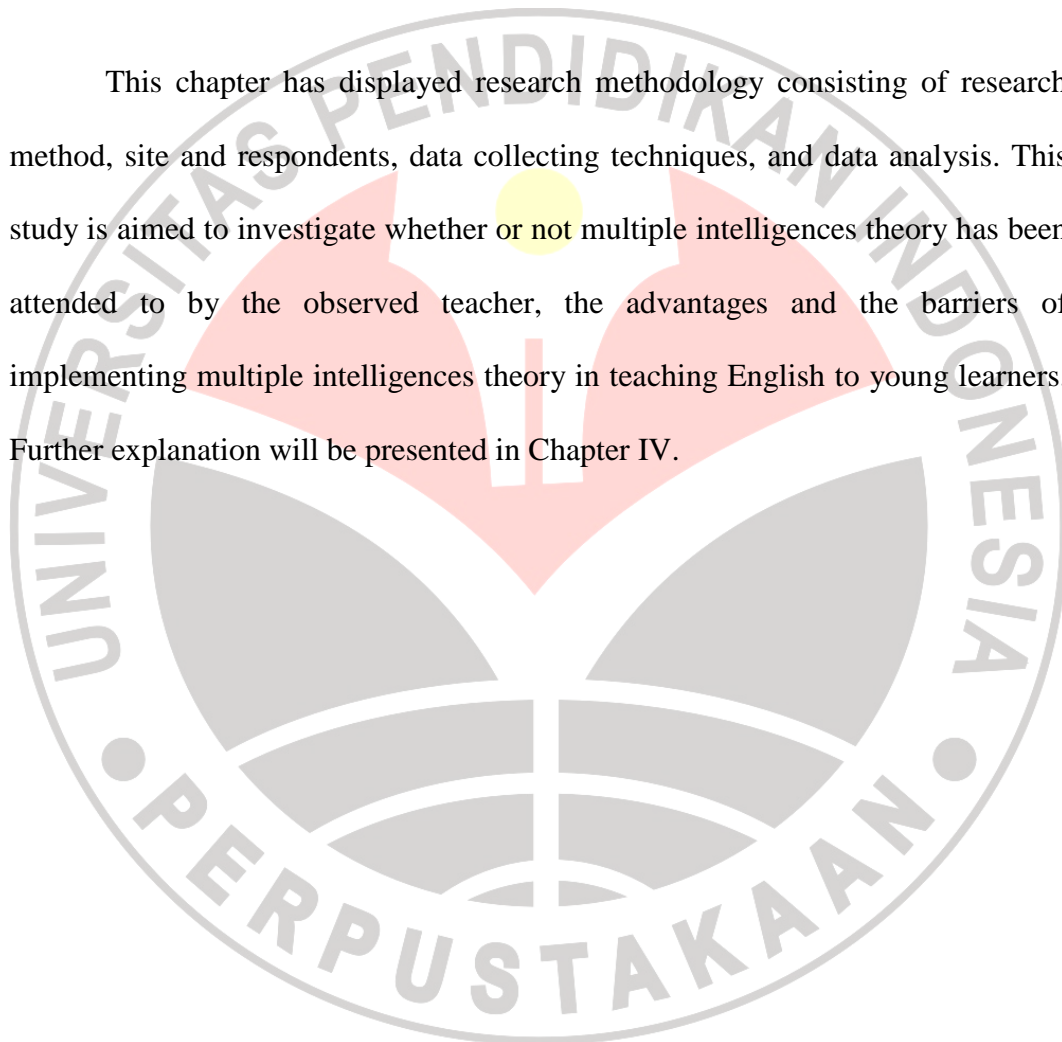 This chapter has displayed research methodology consisting of research
method, site and respondents, data collecting techniques, and data analysis. This
study is aimed to investigate whether or not multiple intelligences theory has been
attended to by the observed teacher, the advantages and the barriers of
implementing multiple intelligences theory in teaching English to young learners.
Further explanation will be presented in Chapter IV.
UNIVERSITAS PENDIDIKAN INDONESIA
PERPUSTAKAAN